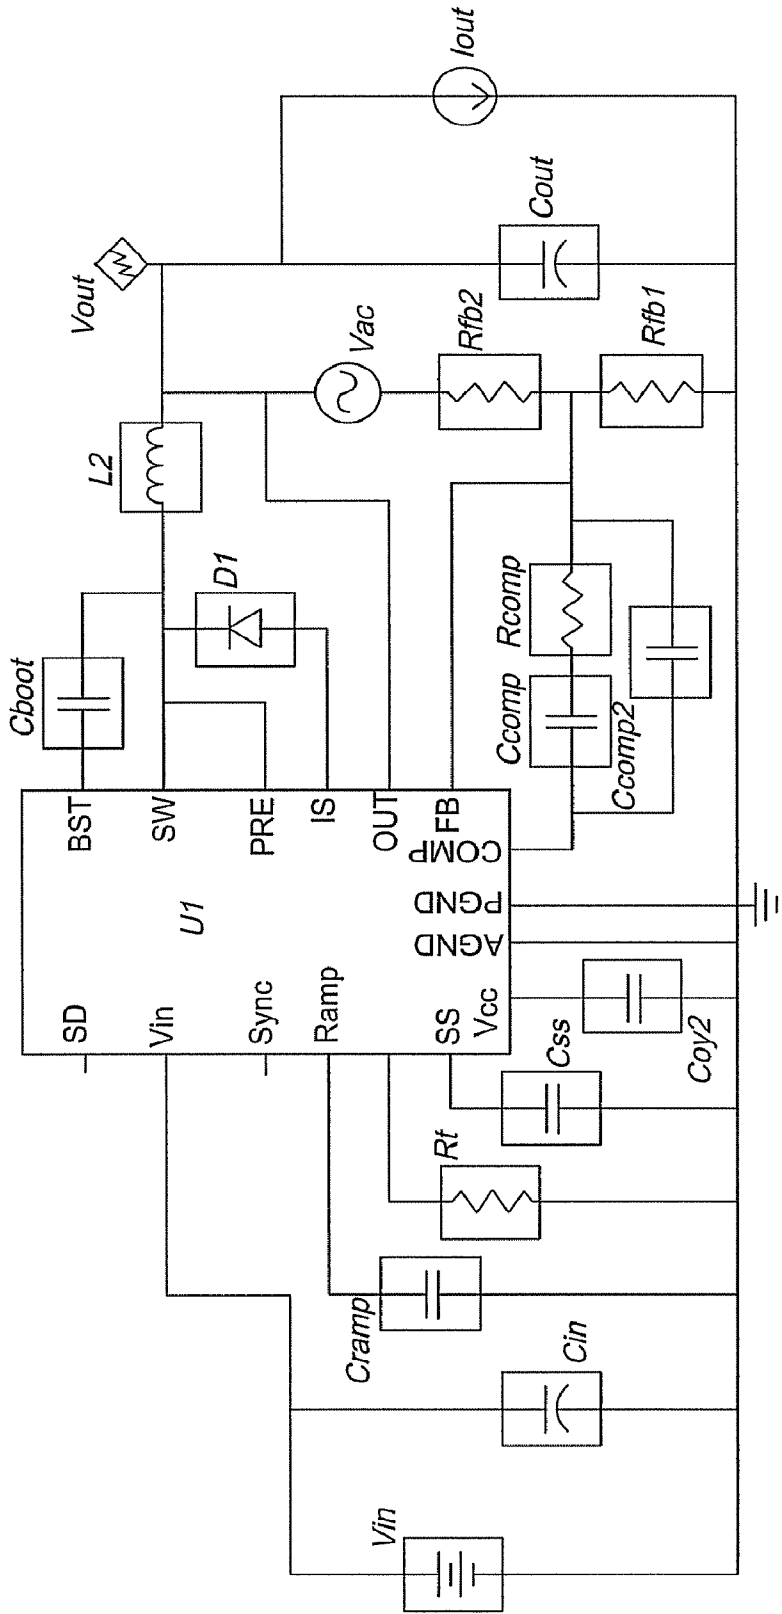 Vin
Cin
Cramp
Rt
Css
Coy2
U1
SD
Vin
Sync
Ramp
SS
Vcc
AGND
PGND
COMP
BST
SW
PRE
IS
OUT
FB
Cboot
D1
L2
Vout
Vac
Rfb2
Rfb1
Cout
Iout
Ccomp
Rcomp
Ccomp2